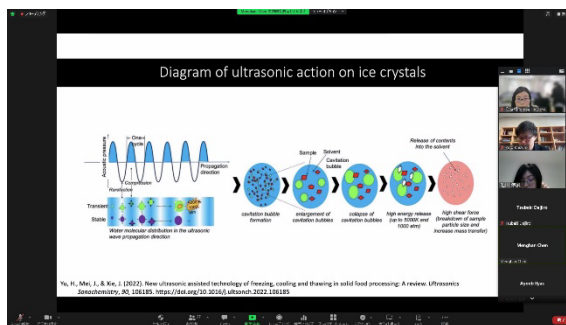 Diagram of ultrasonic action on ice crystals
One
cycle
Acoustic pressure
Propagation
direction
Compression
Rarefaction
Transient
Stable
Water molecular distribution in the ultrasonic
wave propagation direction
Sample
Solvent
Cavitation
bubble
cavitation bubble
formation
enlargement of
cavitation bubbles
collapse of
cavitation bubbles
high energy release
(up to 5000K and
1000 atm)
Release of contents
into the solvent
high shear force
(breakdown of sample
particle size and
increase mass transfer)
Yu, H., Mei, J., & Xie, J. (2022). New ultrasonic assisted technology of freezing, cooling and thawing in solid food processing: A review. Ultrasonics
Sonochemistry, 90, 106185. https://doi.org/10.1016/j.ultsonch.2022.106185
Menghan Chen